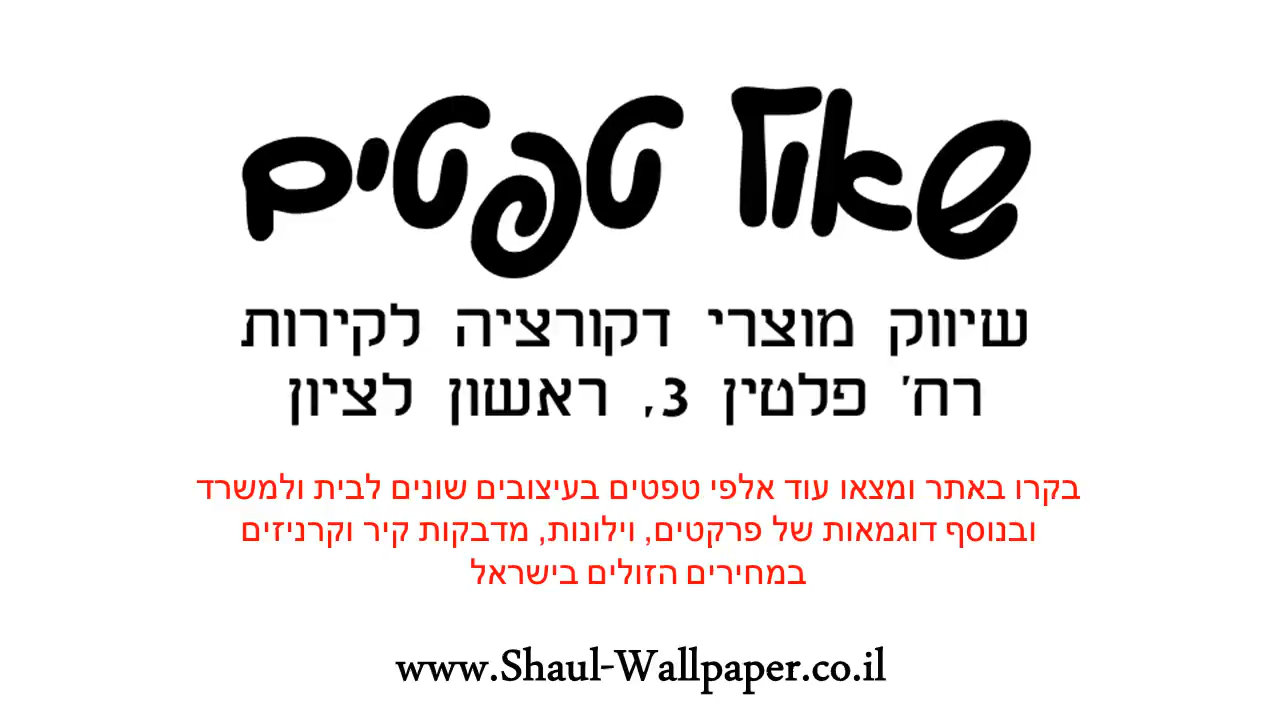 שאול טפטים
שיווק מוצרי דקורציה לקירות
רח' פלטין 3, ראשון לציון
בקרו באתר ומצאו עוד אלפי טפטים בעיצובים שונים לבית ולמשרד
ובנוסף דוגמאות של פרקטים, וילונות, מדבקות קיר וקרניזים
במחירים הזולים בישראל
www.Shaul-Wallpaper.co.il